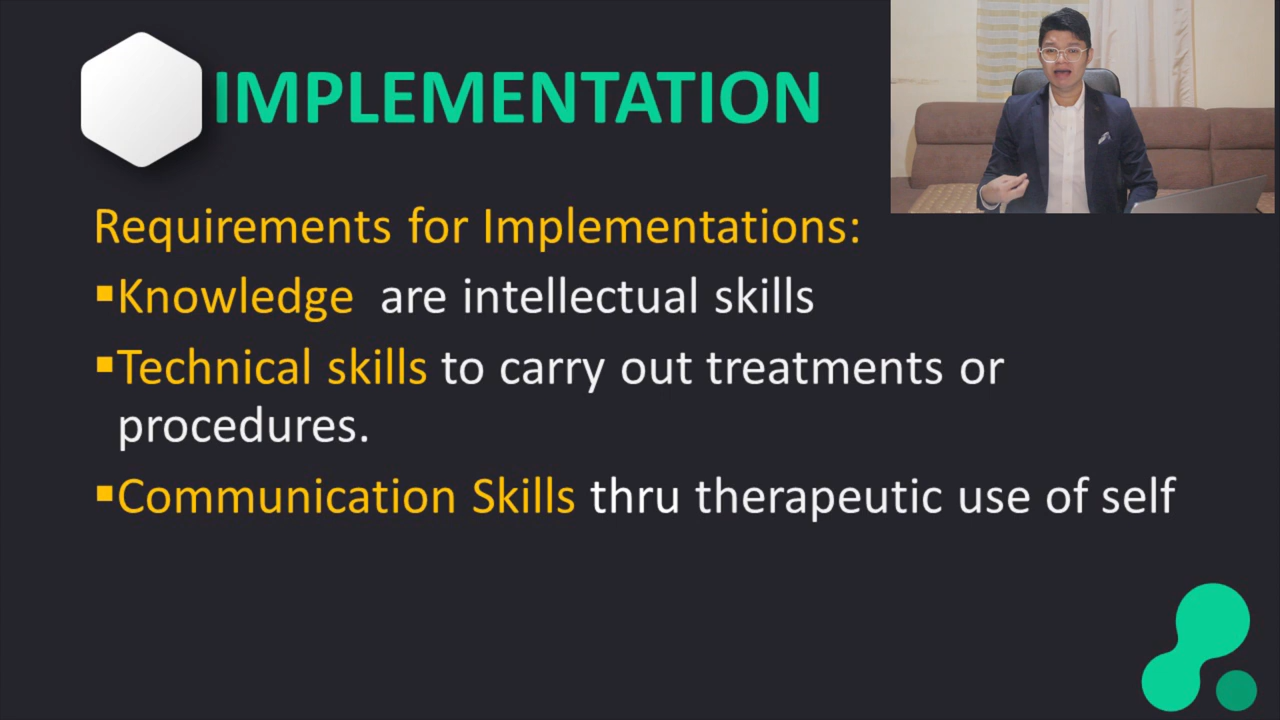 IMPLEMENTATION
Requirements for Implementations:
▪Knowledge  are intellectual skills
▪Technical skills to carry out treatments or
procedures.
▪Communication Skills thru therapeutic use of self